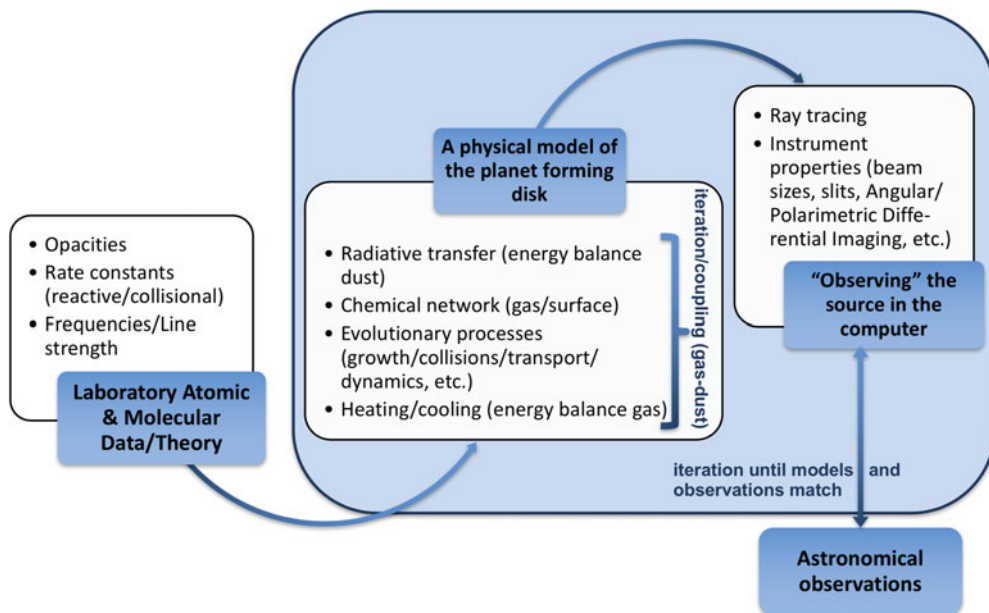 • Opacities
• Rate constants
(reactive/collisional)
• Frequencies/Line
strength
Laboratory Atomic
& Molecular
Data/Theory
A physical model of
the planet forming
disk
• Radiative transfer (energy balance
dust)
• Chemical network (gas/surface)
• Evolutionary processes
(growth/collisions/transport/
dynamics, etc.)
• Heating/cooling (energy balance gas)
iteration/coupling (gas-dust)
• Ray tracing
• Instrument
properties (beam
sizes, slits, Angular/
Polarimetric Diffe-
rential Imaging, etc.)
“Observing” the
source in the
computer
iteration until models and
observations match
Astronomical
observations